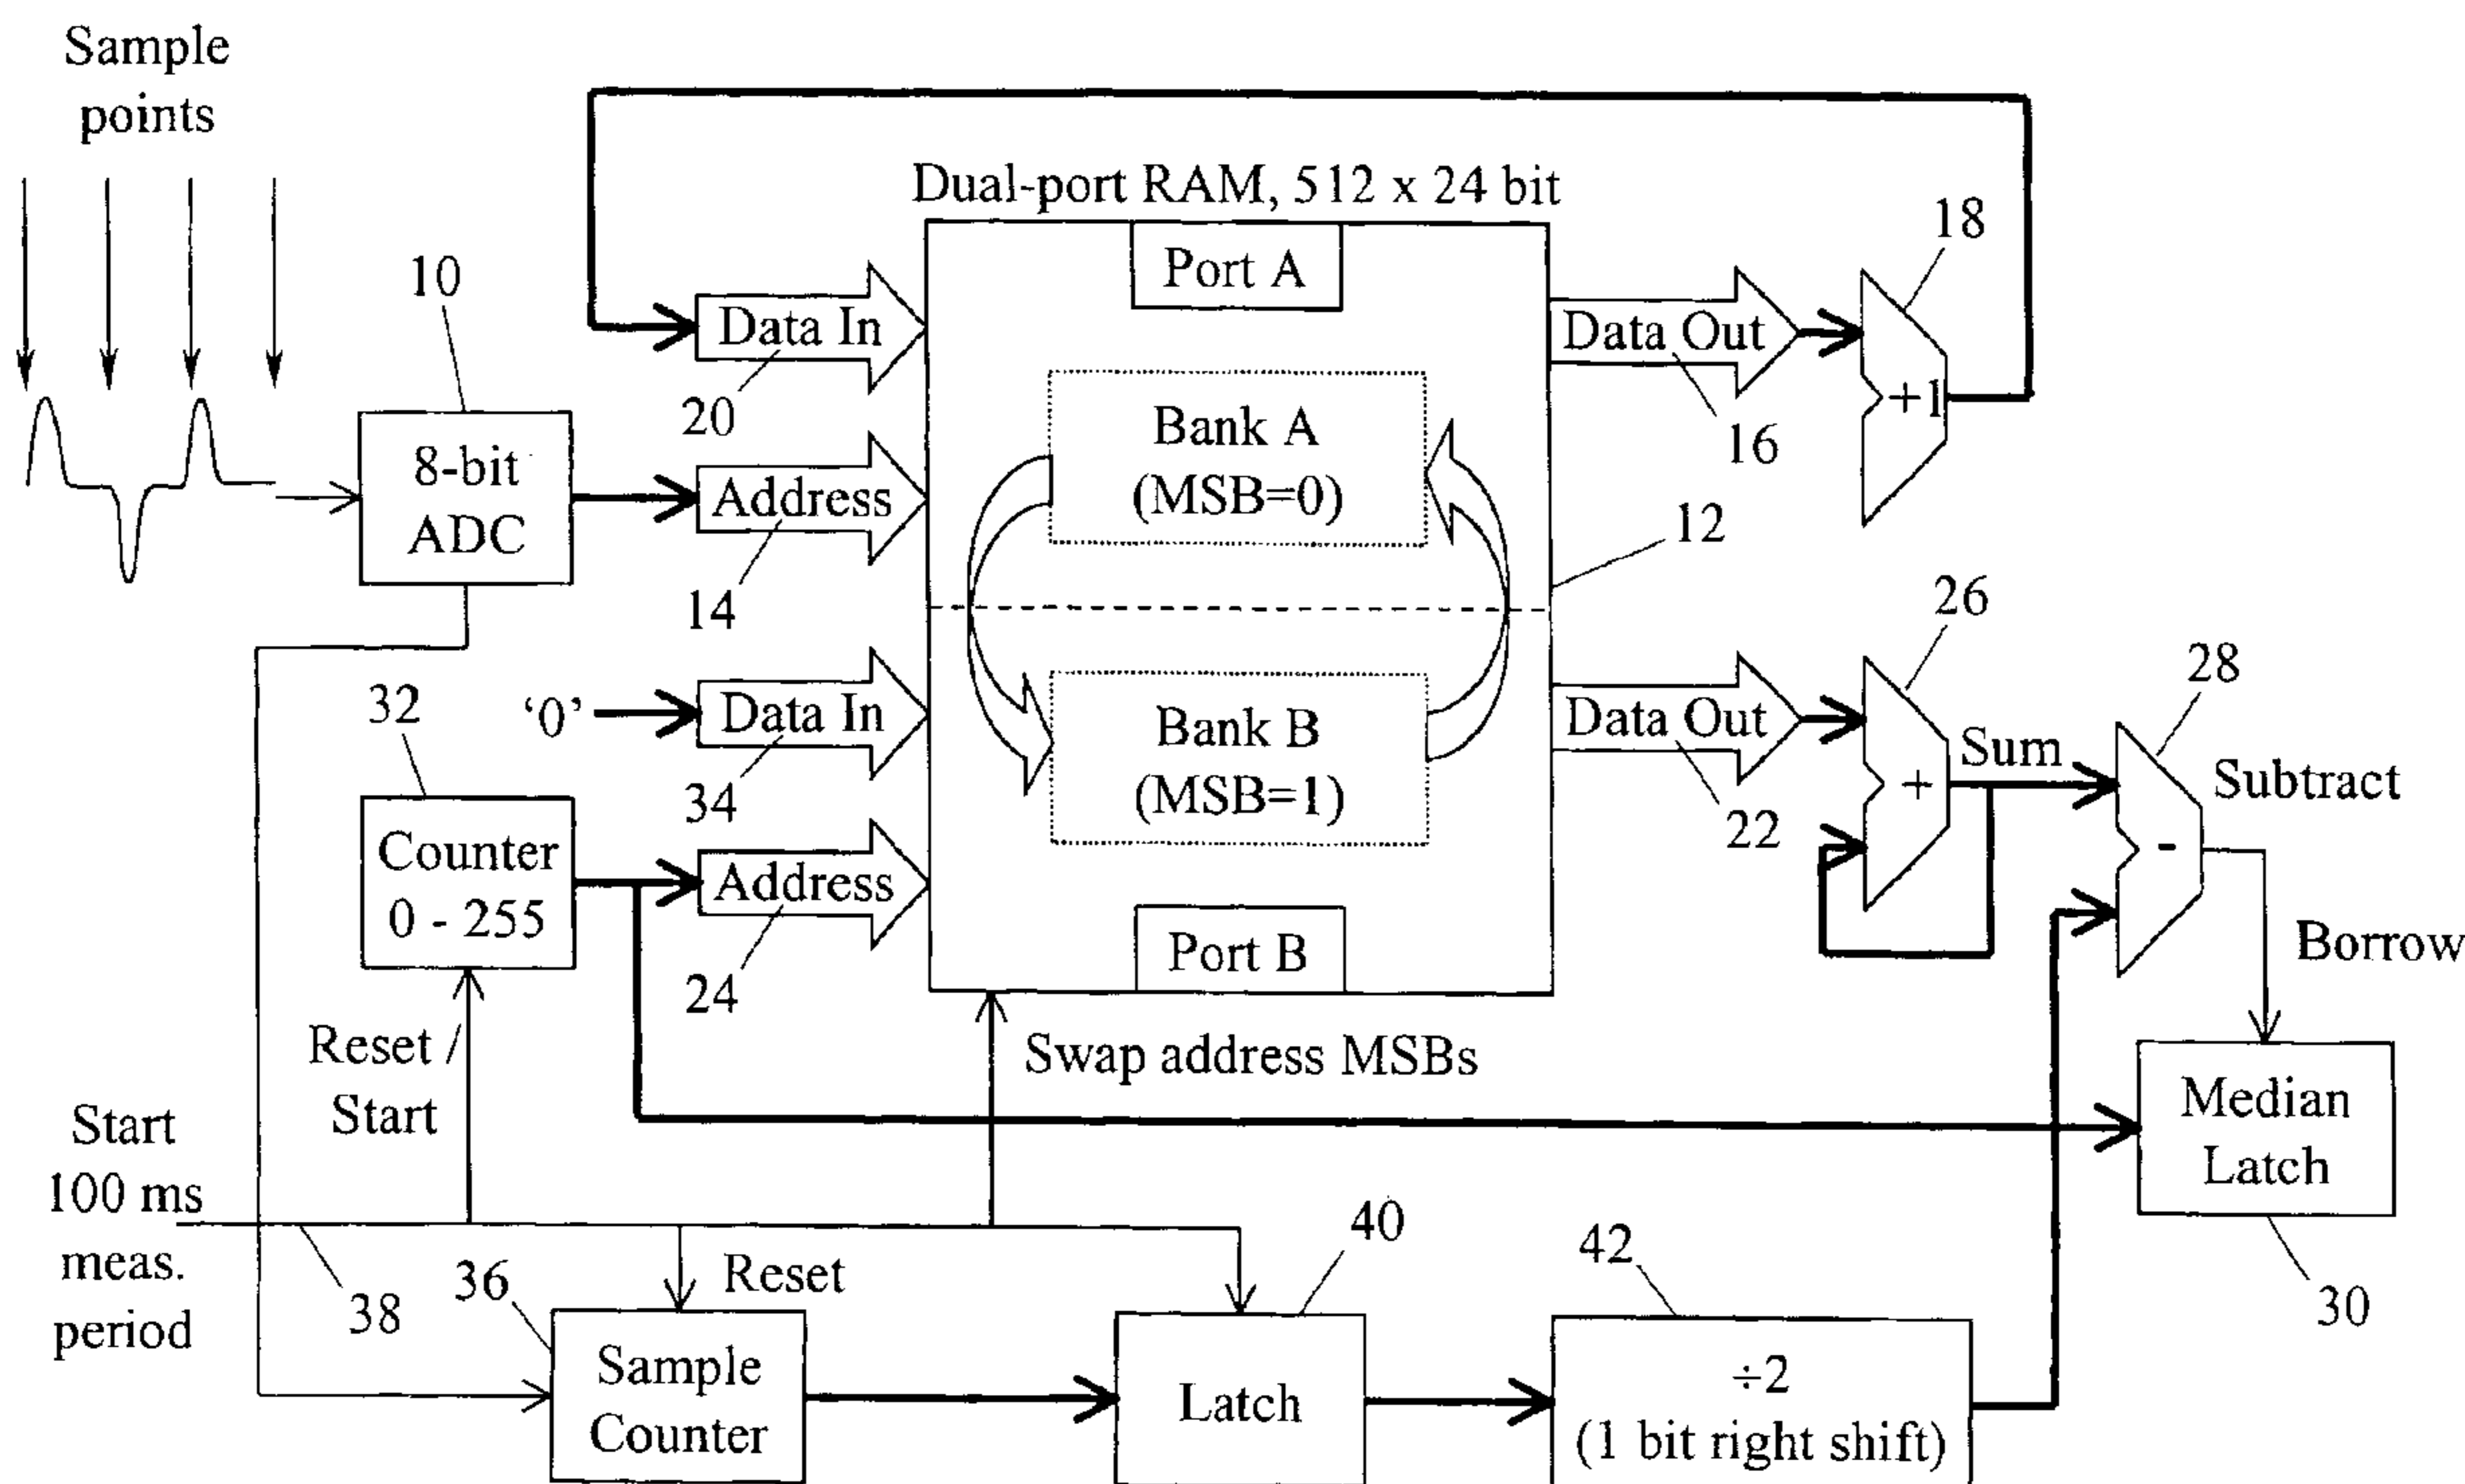 Sample
points
Dual-port RAM, 512 x 24 bit
18
10
Port A
Data In
Data Out
20
+1
16
8-bit
ADC
Address
14
Bank A
(MSB=0)
12
26
28
32
‘0’
Data In
34
Bank B
(MSB=1)
Data Out
22
+
Sum
-
Subtract
Counter
0 - 255
Address
24
Port B
Borrow
Reset /
Start
Swap address MSBs
Median
Latch
30
Start
100 ms
meas.
period
38
36
Reset
40
42
Sample
Counter
Latch
÷2
(1 bit right shift)